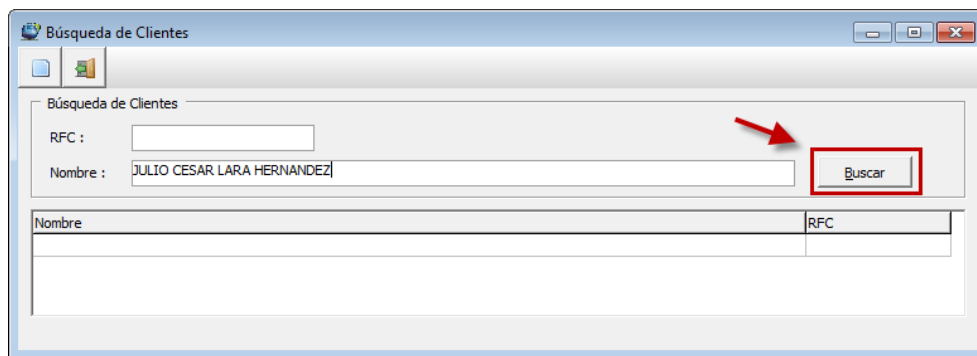 Búsqueda de Clientes
Búsqueda de Clientes
RFC :
Nombre : JULIO CESAR LARA HERNANDEZ Buscar
Nombre RFC